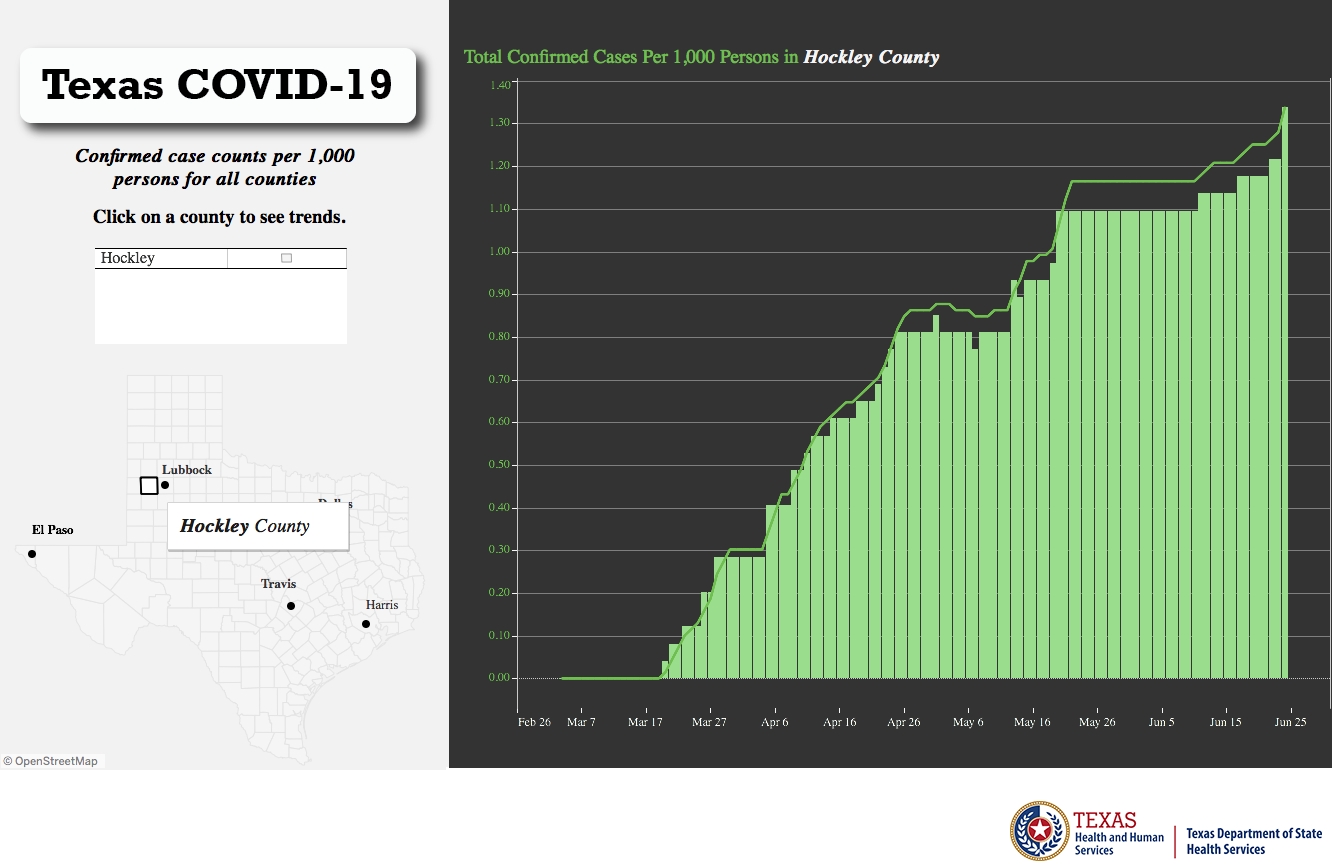 Texas COVID-19
Confirmed case counts per 1,000
persons for all counties
Click on a county to see trends.
Hockley
Lubbock
El Paso
Hockley County
Travis
Harris
© OpenStreetMap
Total Confirmed Cases Per 1,000 Persons in Hockley County
1.40
1.30
1.20
1.10
1.00
0.90
0.80
0.70
0.60
0.50
0.40
0.30
0.20
0.10
0.00
Feb 26 Mar 7 Mar 17 Mar 27 Apr 6 Apr 16 Apr 26 May 6 May 16 May 26 Jun 5 Jun 15 Jun 25
TEXAS
Health and Human
Services
Texas Department of State
Health Services